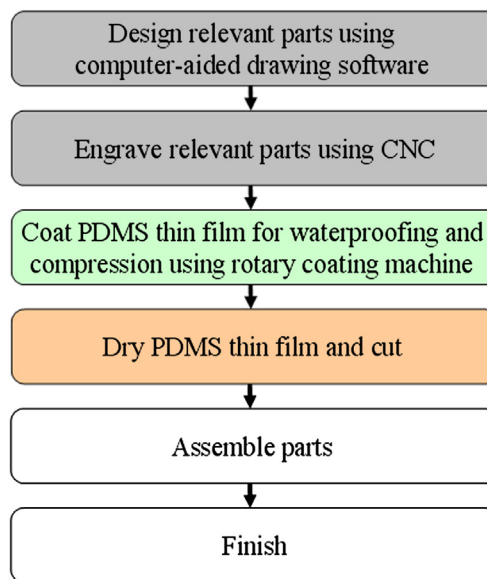 Design relevant parts using
computer-aided drawing software
Engrave relevant parts using CNC
Coat PDMS thin film for waterproofing and
compression using rotary coating machine
Dry PDMS thin film and cut
Assemble parts
Finish